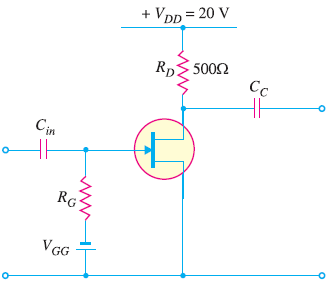 + V_DD = 20 V
R_D 500Ω
C_C
C_in
R_G
V_GG